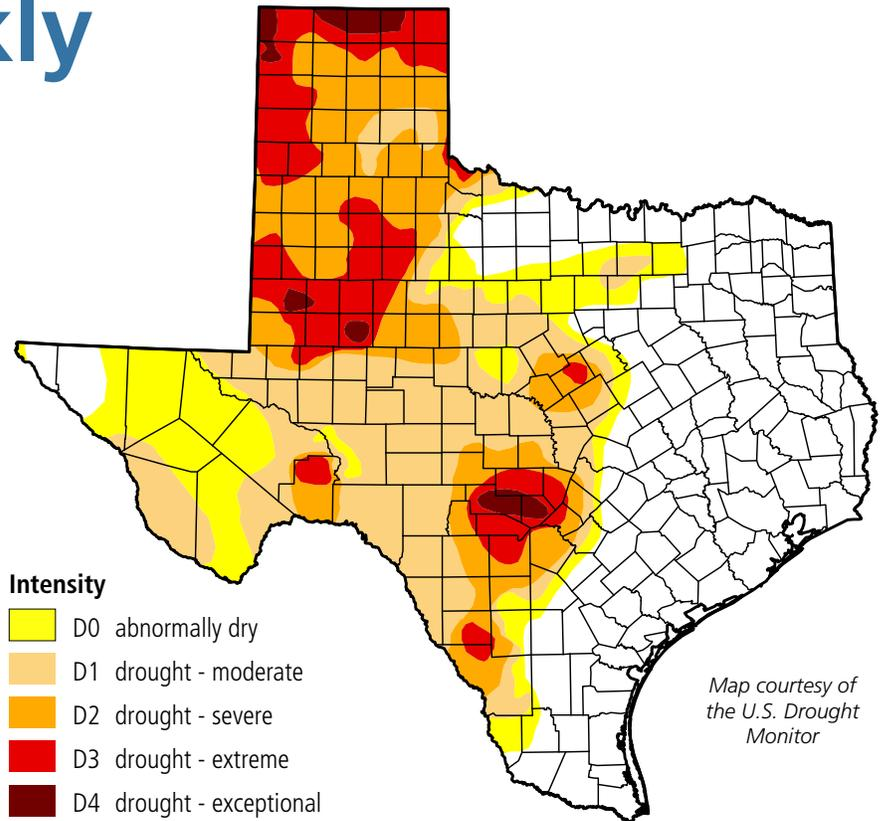 kly
Intensity
D0 abnormally dry
D1 drought - moderate
D2 drought - severe
D3 drought - extreme
D4 drought - exceptional
Map courtesy of
the U.S. Drought
Monitor